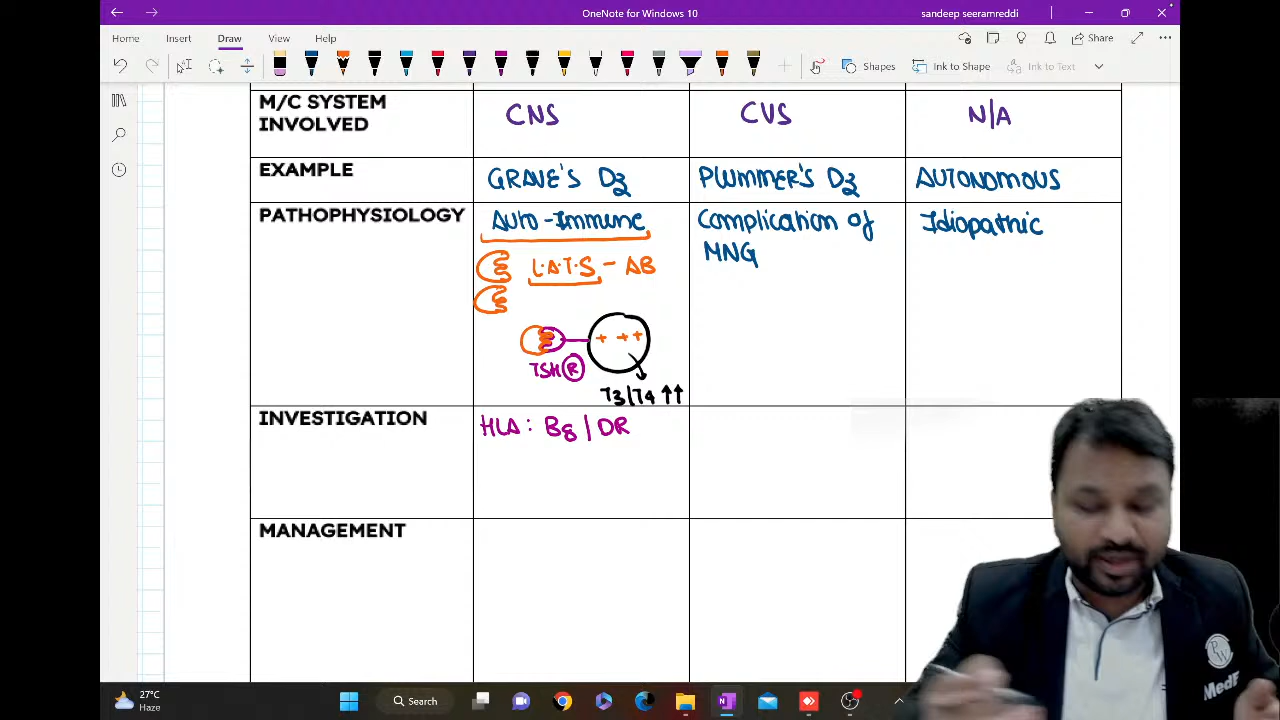 OneNote for Windows 10
sandeep seeramreddi
Home
Insert
Draw
View
Help
Share
Shapes
Ink to Shape
Ink to Text
M/C SYSTEM
INVOLVED
CNS
CVS
N/A
EXAMPLE
GRAVE'S Dz
PLUMMER'S Dz
AUTONOMOUS
PATHOPHYSIOLOGY
Auto-Immune
Complication of
MNG
Idiopathic
L.A.T.S - AB
+ + +
TSH R
T3/T4 ↑↑
INVESTIGATION
HLA: B8/DR
MANAGEMENT
PW
MedEd
27°C
Haze
Search